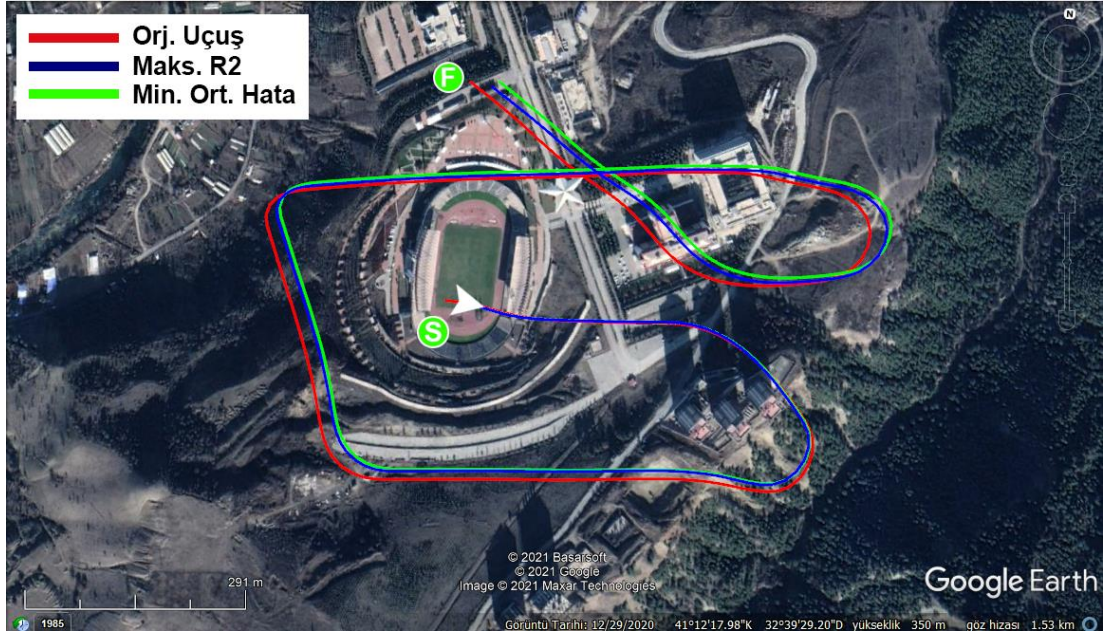 Orj. Uçuş
Maks. R2
Min. Ort. Hata
N
F
S
291 m
© 2021 Basarsoft
© 2021 Google
Image © 2021 Maxar Technologies
Google Earth
1985
Görüntü Tarihi: 12/29/2020 41°12'17.98"K 32°39'29.20"D yükseklik 350 m göz hizası 1.53 km